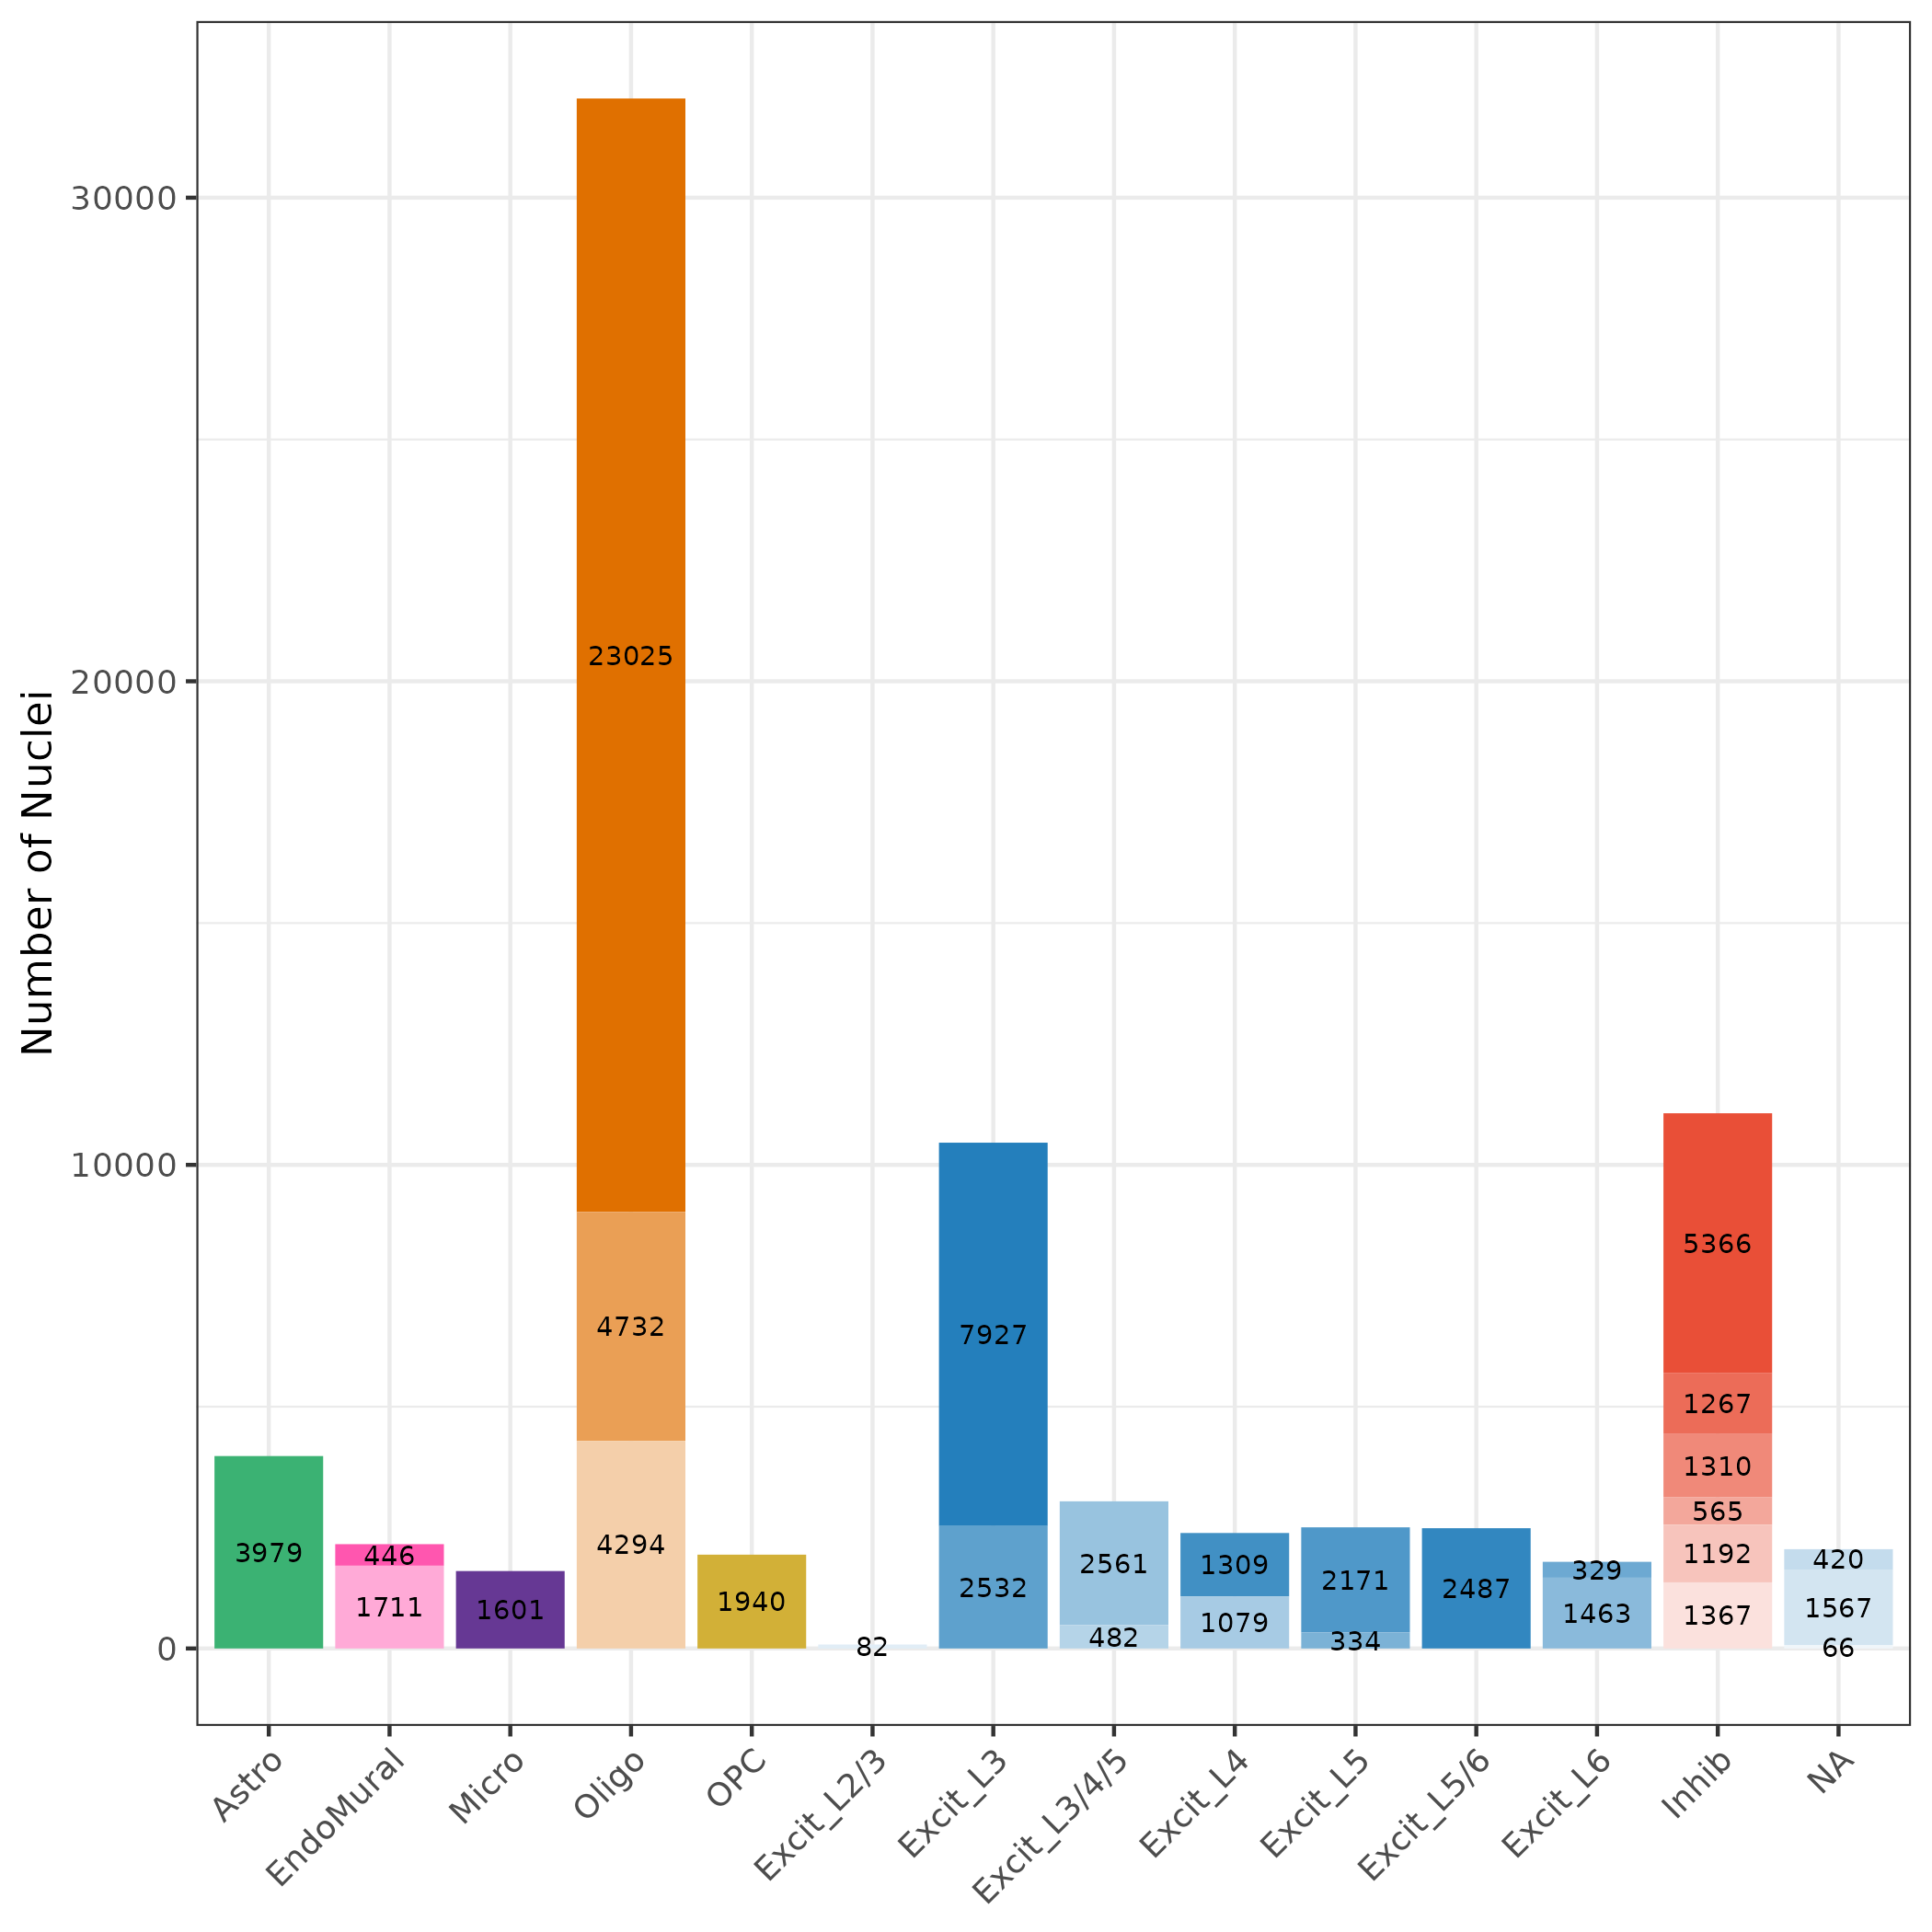 Number of Nuclei
30000
20000
10000
0
3979
446
1711
1601
23025
4732
4294
1940
82
7927
2532
2561
482
1309
1079
2171
334
2487
329
1463
5366
1267
1310
565
1192
1367
420
1567
66
Astro
EndoMural
Micro
Oligo
OPC
Excit_L2/3
Excit_L3
Excit_L3/4/5
Excit_L4
Excit_L5
Excit_L5/6
Excit_L6
Inhib
NA